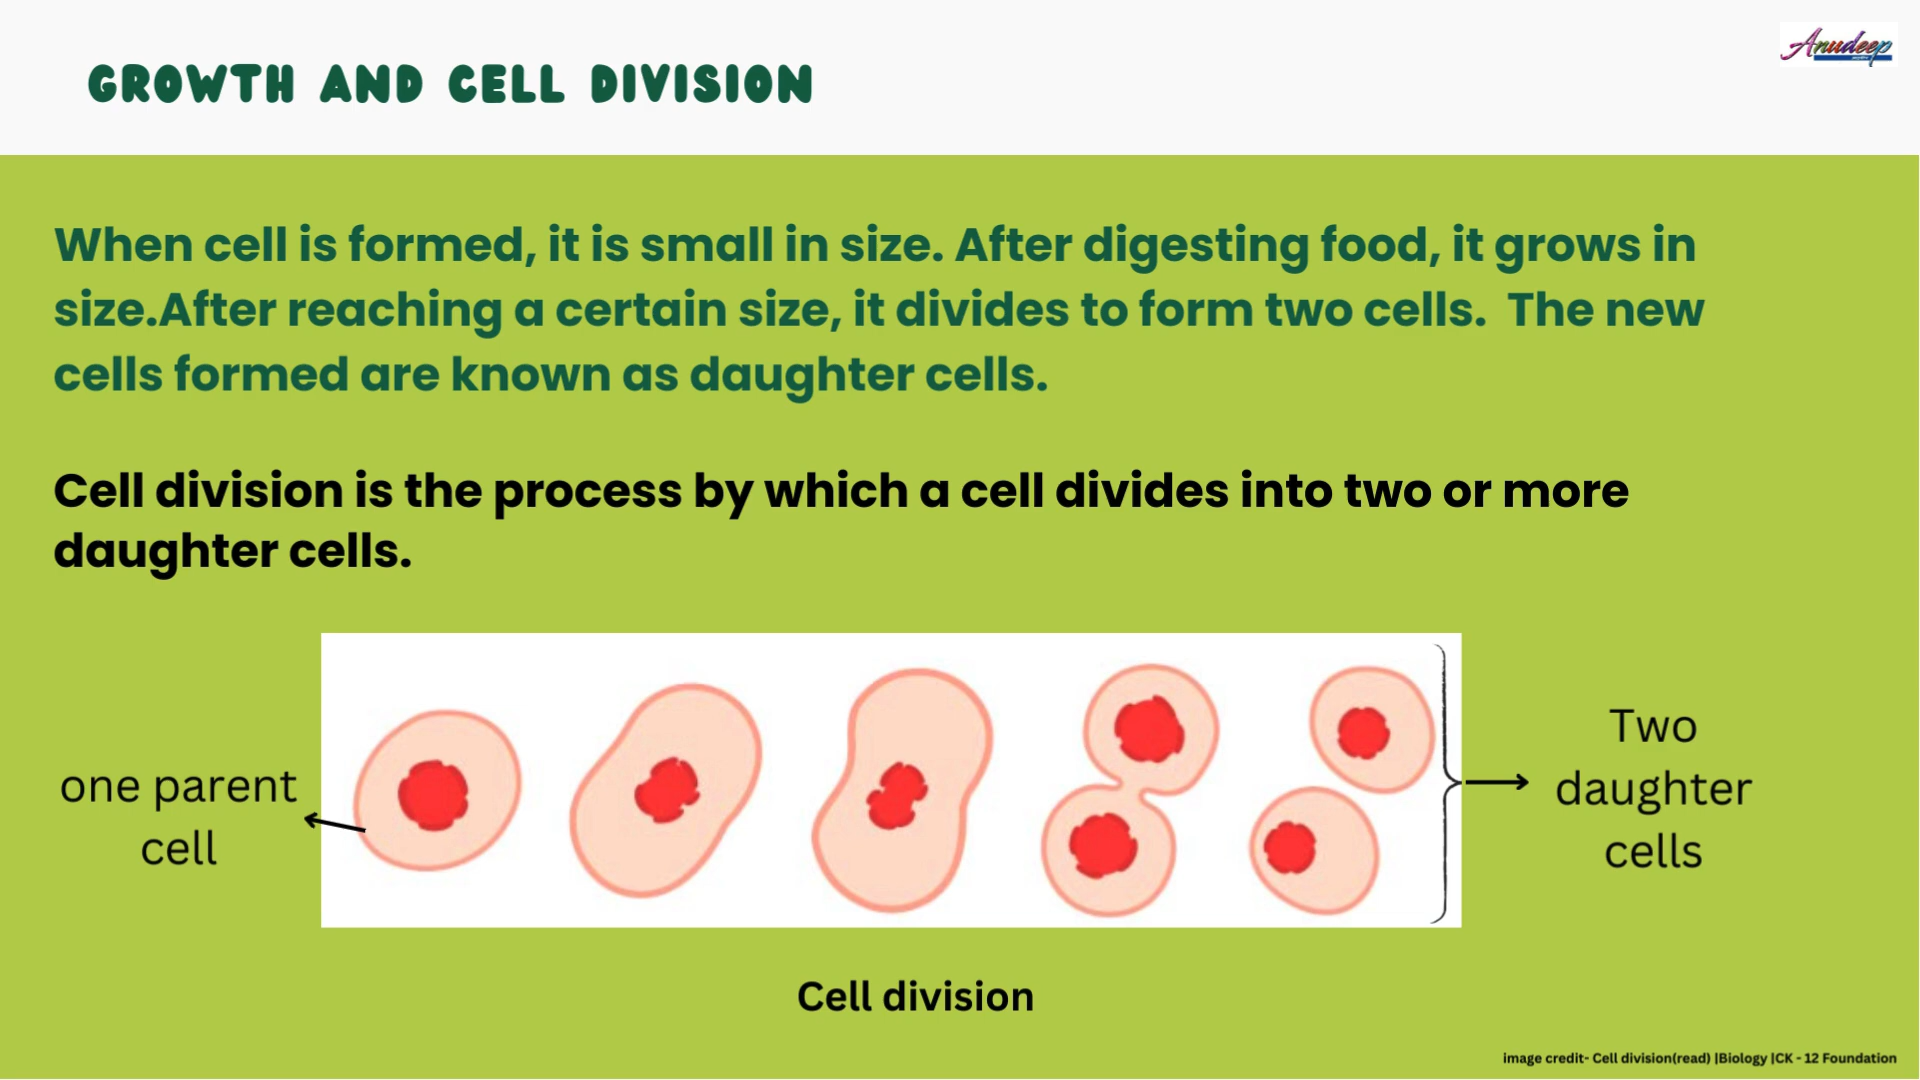 GROWTH AND CELL DIVISION
Anudeep
When cell is formed, it is small in size. After digesting food, it grows in
size.After reaching a certain size, it divides to form two cells.  The new
cells formed are known as daughter cells.
Cell division is the process by which a cell divides into two or more
daughter cells.
one parent
cell
Two
daughter
cells
Cell division
image credit- Cell division(read) |Biology |CK - 12 Foundation